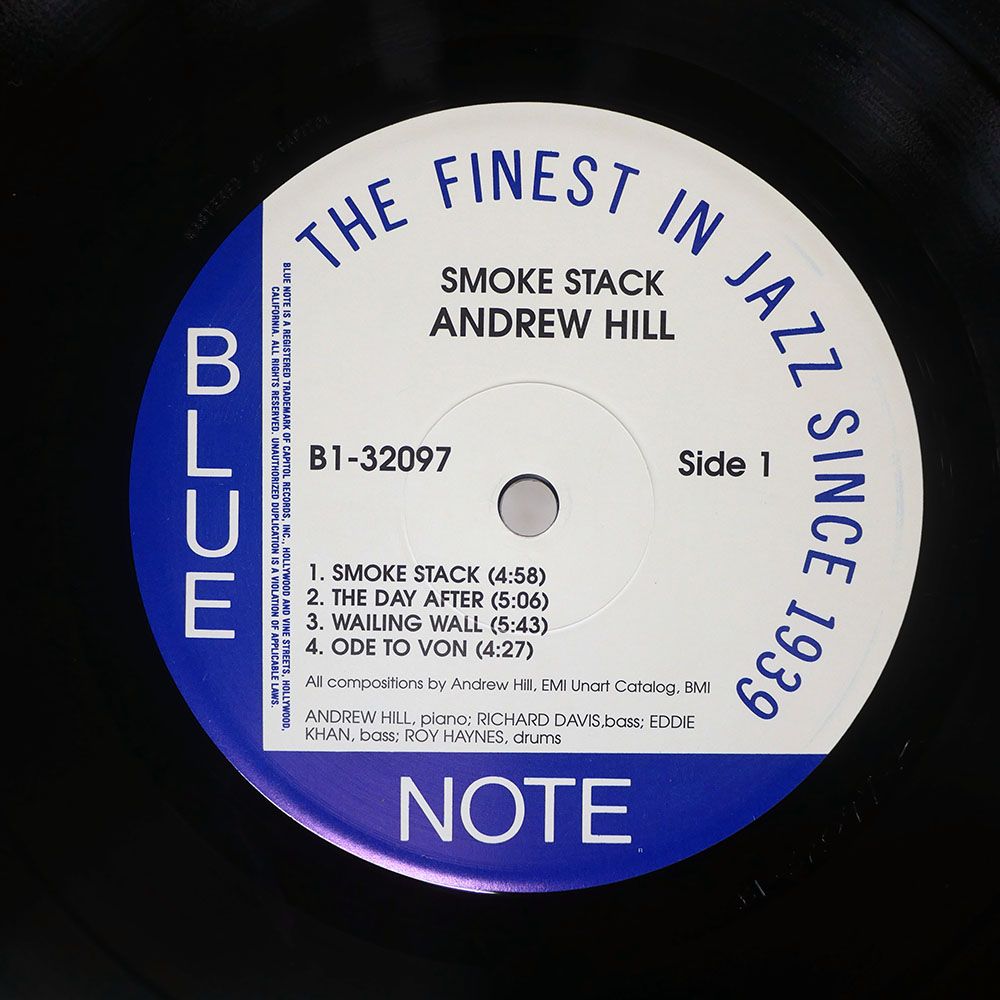 THE FINEST IN JAZZ SINCE 1939
SMOKE STACK
ANDREW HILL
B1-32097
Side 1
1. SMOKE STACK (4:58)
2. THE DAY AFTER (5:06)
3. WAILING WALL (5:43)
4. ODE TO VON (4:27)
All compositions by Andrew Hill, EMI Unart Catalog, BMI
ANDREW HILL, piano; RICHARD DAVIS,bass; EDDIE
KHAN, bass; ROY HAYNES, drums
BLUE
NOTE
BLUE NOTE IS A REGISTERED TRADEMARK OF CAPITOL RECORDS, INC., HOLLYWOOD AND VINE STREETS, HOLLYWOOD,
CALIFORNIA. ALL RIGHTS RESERVED. UNAUTHORIZED DUPLICATION IS A VIOLATION OF APPLICABLE LAWS.
MASTERED BY CAPITOL